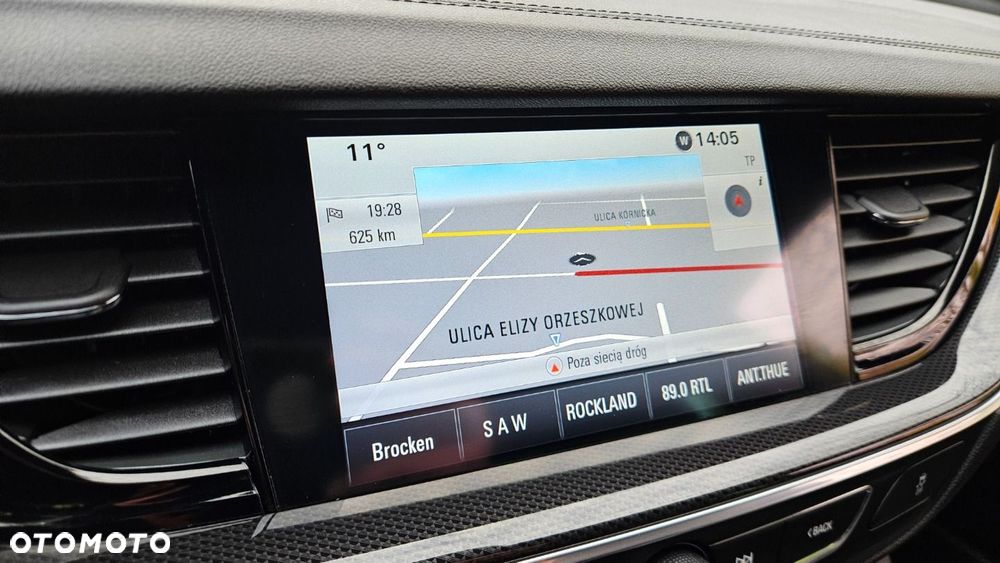 11°
W 14:05
TP
i
19:28
625 km
ULICA KÓRNICKA
ULICA ELIZY ORZESZKOWEJ
Poza siecią dróg
Brocken
SAW
ROCKLAND
89.0 RTL
ANT.THUE
BACK
OTOMOTO